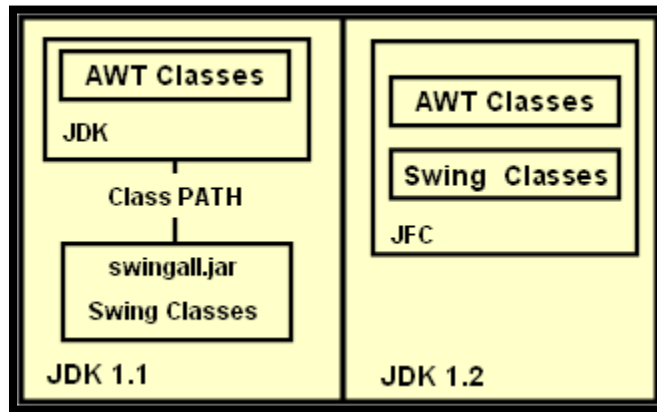 AWT Classes
JDK
Class PATH
swingall.jar
Swing Classes
JDK 1.1
AWT Classes
Swing Classes
JFC
JDK 1.2